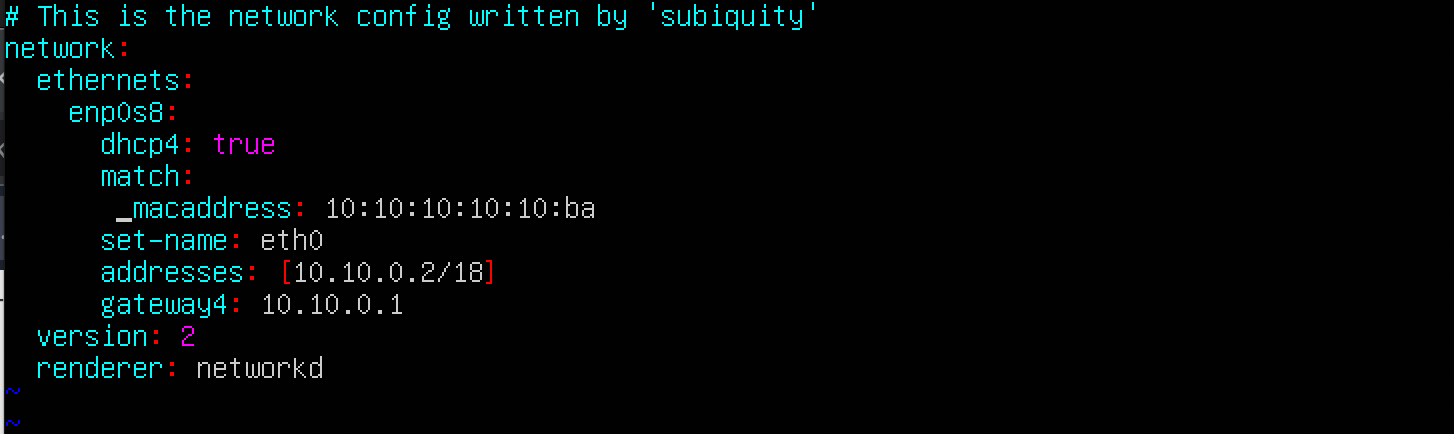 # This is the network config written by 'subiquity'
network:
  ethernets:
    enp0s8:
      dhcp4: true
      match:
        macaddress: 10:10:10:10:10:ba
      set-name: eth0
      addresses: [10.10.0.2/18]
      gateway4: 10.10.0.1
  version: 2
  renderer: networkd
~
~